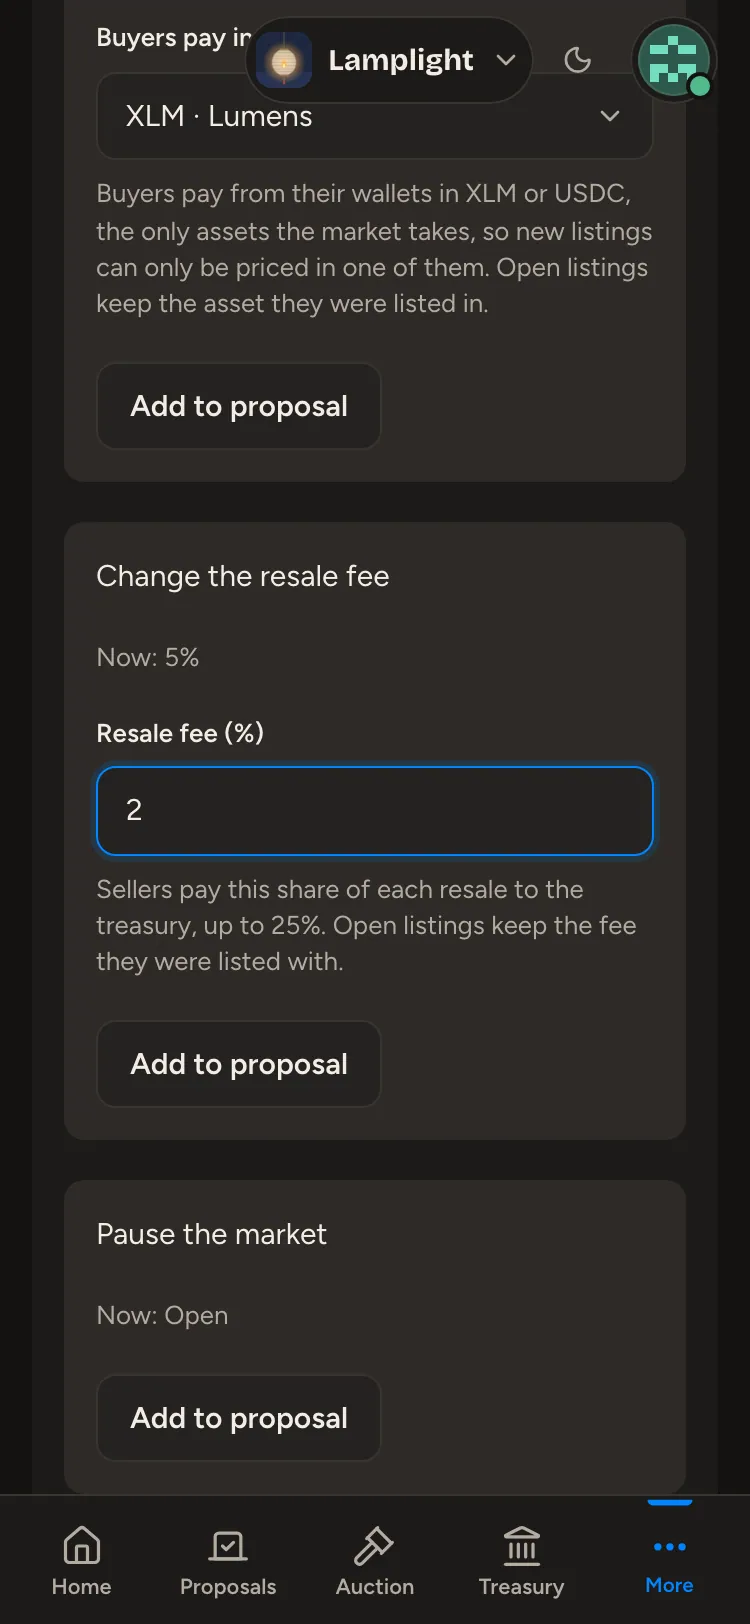 Buyers pay in
Lamplight
XLM · Lumens
Buyers pay from their wallets in XLM or USDC,
the only assets the market takes, so new listings
can only be priced in one of them. Open listings
keep the asset they were listed in.
Add to proposal
Change the resale fee
Now: 5%
Resale fee (%)
2
Sellers pay this share of each resale to the
treasury, up to 25%. Open listings keep the fee
they were listed with.
Add to proposal
Pause the market
Now: Open
Add to proposal
Home
Proposals
Auction
Treasury
More